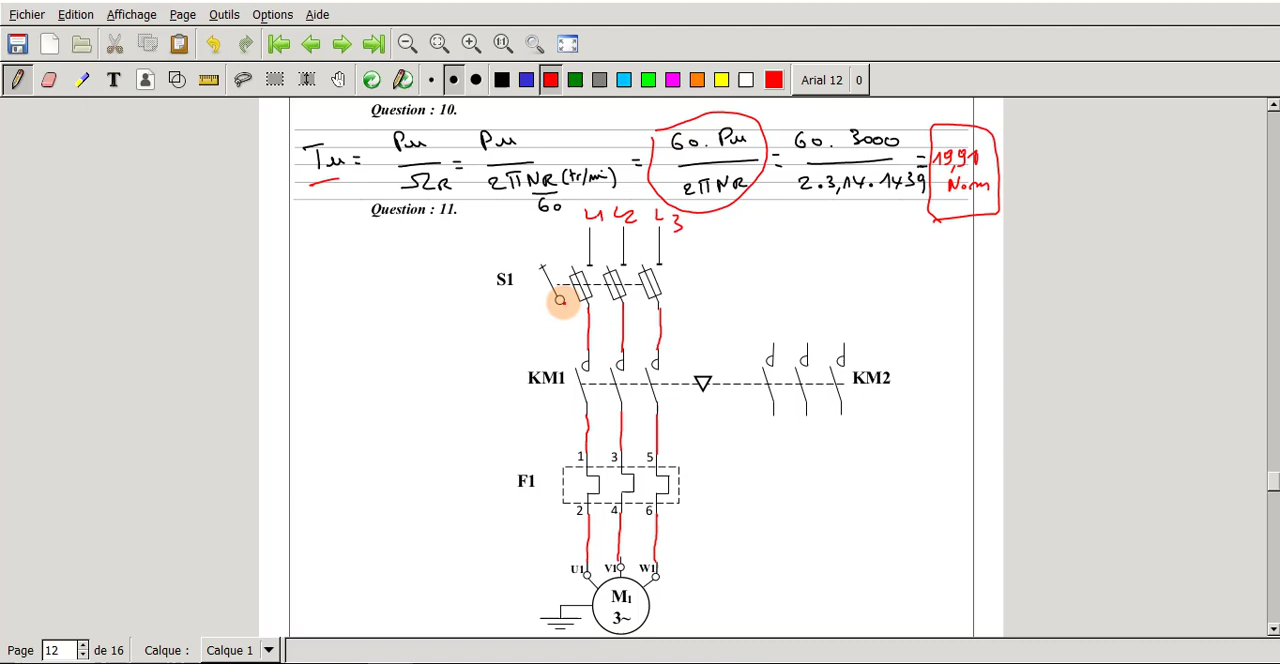 Fichier Edition Affichage Page Outils Options Aide
Arial 12 0
Question : 10.
Tu = Pu / ΩR = Pu / 2πNR (tr/min) / 60 = 60. Pu / 2πNR = 60. 3000 / 2.3,14.1439 = 19,91 N.m
Question : 11.
L1 L2 L3
S1
KM1 KM2
1 3 5
F1
2 4 6
U1 V1 W1
M1
3~
Page 12 de 16 Calque : Calque 1